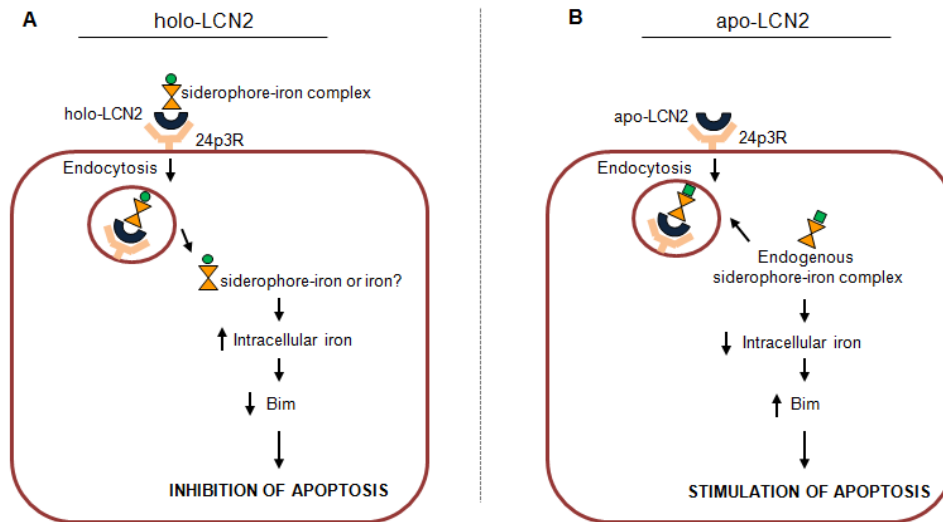 A
holo-LCN2
siderophore-iron complex
holo-LCN2
24p3R
Endocytosis
siderophore-iron or iron?
Intracellular iron
Bim
INHIBITION OF APOPTOSIS
B
apo-LCN2
apo-LCN2
24p3R
Endocytosis
Endogenous
siderophore-iron complex
Intracellular iron
Bim
STIMULATION OF APOPTOSIS